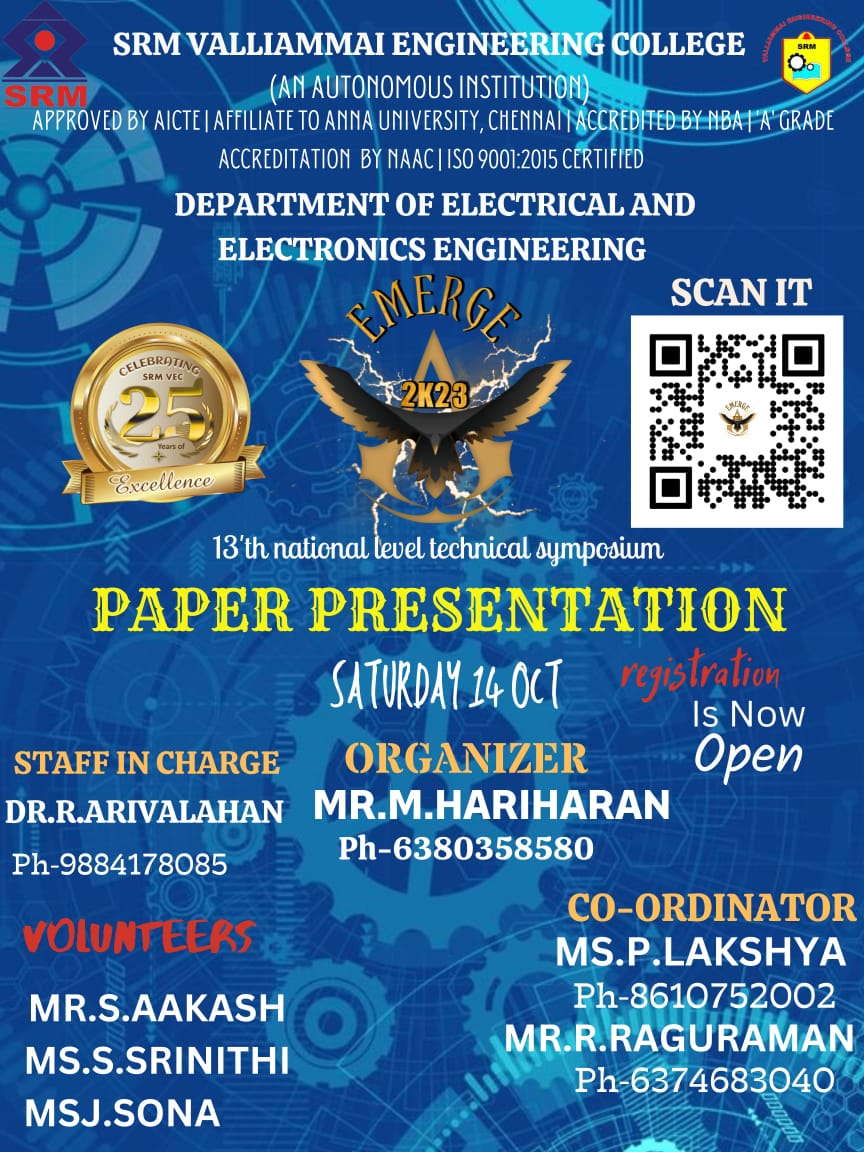 SRM
VALLIAMMAI ENGINEERING COLLEGE
SRM
SRM VALLIAMMAI ENGINEERING COLLEGE
(AN AUTONOMOUS INSTITUTION)
APPROVED BY AICTE | AFFILIATE TO ANNA UNIVERSITY, CHENNAI | ACCREDITED BY NBA | 'A' GRADE
ACCREDITATION BY NAAC | ISO 9001:2015 CERTIFIED
DEPARTMENT OF ELECTRICAL AND
ELECTRONICS ENGINEERING
CELEBRATING
SRM VEC
25
Years of
Excellence
EMERGE
2K23
SCAN IT
EMERGE
13'th national level technical symposium
PAPER PRESENTATION
SATURDAY 14 OCT
registration
Is Now
Open
STAFF IN CHARGE
DR.R.ARIVALAHAN
Ph-9884178085
ORGANIZER
MR.M.HARIHARAN
Ph-6380358580
VOLUNTEERS
MR.S.AAKASH
MS.S.SRINITHI
MSJ.SONA
CO-ORDINATOR
MS.P.LAKSHYA
Ph-8610752002
MR.R.RAGURAMAN
Ph-6374683040